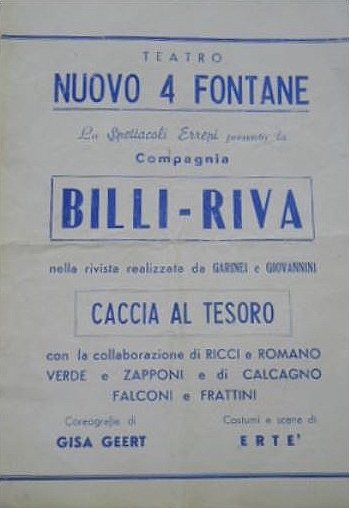 TEATRO
NUOVO 4 FONTANE
La Spettacoli Errepi presenta la
Compagnia
BILLI-RIVA
nella rivista realizzata da GARINEI e GIOVANNINI
CACCIA AL TESORO
con la collaborazione di RICCI e ROMANO
VERDE e ZAPPONI e di CALCAGNO
FALCONI e FRATTINI
Coreografie di
GISA GEERT
Costumi e scene di
ERTE'